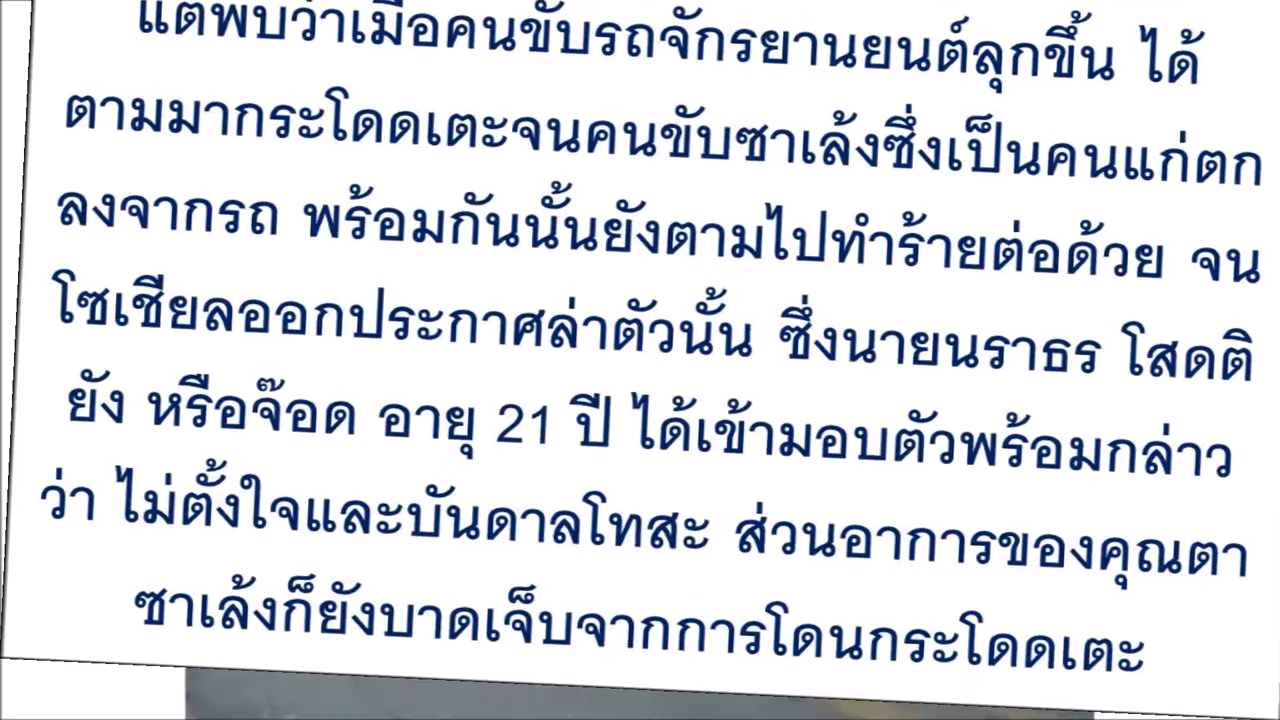 แต่พบว่าเมื่อคนขับรถจักรยานยนต์ลุกขึ้น ได้
ตามมากระโดดเตะจนคนขับซาเล้งซึ่งเป็นคนแก่ตก
ลงจากรถ พร้อมกันนั้นยังตามไปทำร้ายต่อด้วย จน
โซเชียลออกประกาศล่าตัวนั้น ซึ่งนายนราธร โสดติ
ยัง หรือจ๊อด อายุ 21 ปี ได้เข้ามอบตัวพร้อมกล่าว
ว่า ไม่ตั้งใจและบันดาลโทสะ ส่วนอาการของคุณตา
ซาเล้งก็ยังบาดเจ็บจากการโดนกระโดดเตะ